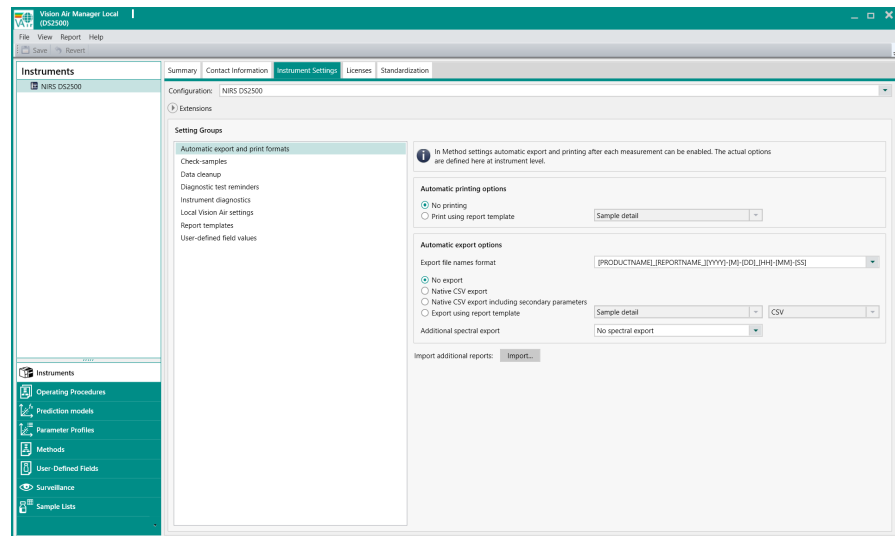 Vision Air Manager Local
(DS2500)
File View Report Help
Save Revert
Instruments
NIRS DS2500
Summary Contact Information Instrument Settings Licenses Standardization
Configuration: NIRS DS2500
Extensions
Setting Groups
Automatic export and print formats
Check-samples
Data cleanup
Diagnostic test reminders
Instrument diagnostics
Local Vision Air settings
Report templates
User-defined field values
In Method settings automatic export and printing after each measurement can be enabled. The actual options
are defined here at instrument level.
Automatic printing options
No printing
Print using report template Sample detail
Automatic export options
Export file names format [PRODUCTNAME]_[REPORTNAME_][YYYY]-[M]-[DD]_[HH]-[MM]-[SS]
No export
Native CSV export
Native CSV export including secondary parameters
Export using report template Sample detail CSV
Additional spectral export No spectral export
Import additional reports: Import...
Instruments
Operating Procedures
Prediction models
Parameter Profiles
Methods
User-Defined Fields
Surveillance
Sample Lists